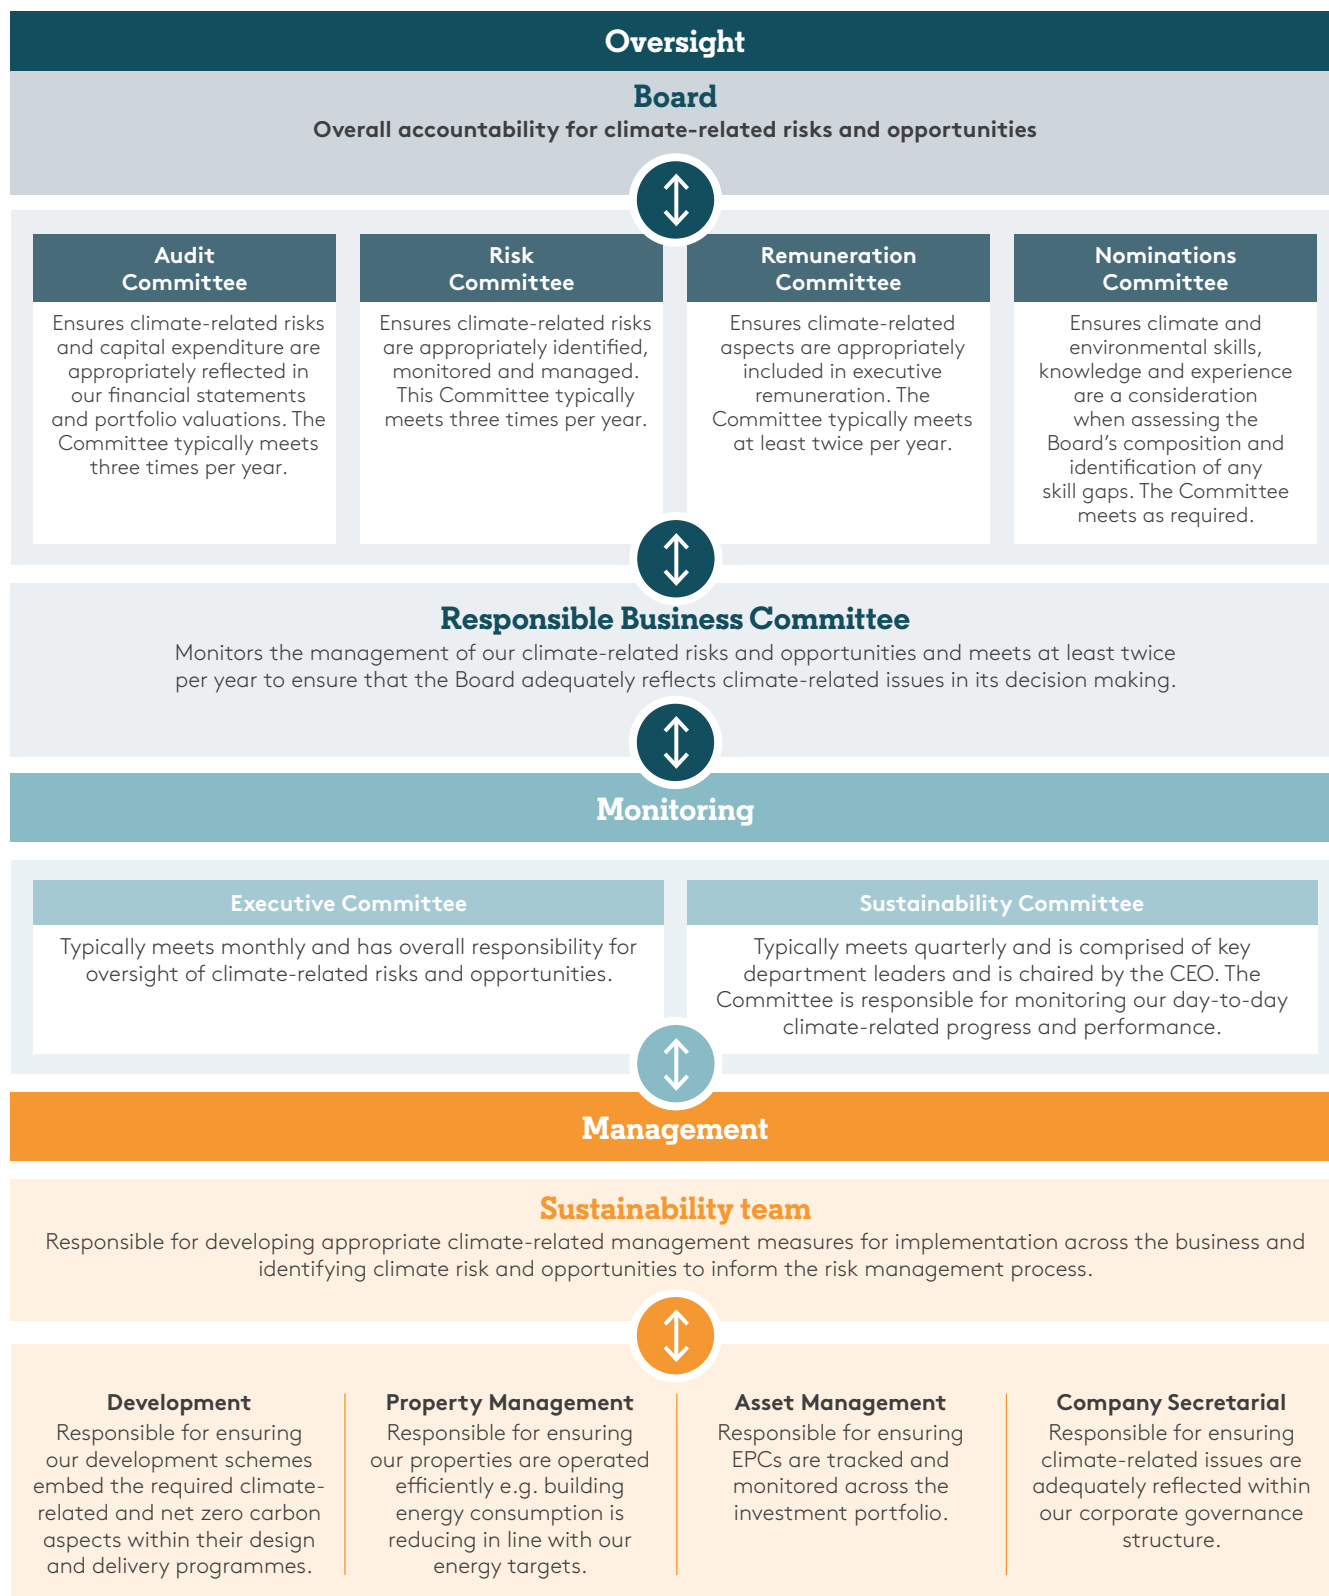 Oversight
Board
Overall accountability for climate-related risks and opportunities
Audit
Committee
Ensures climate-related risks
and capital expenditure are
appropriately reflected in
our financial statements
and portfolio valuations. The
Committee typically meets
three times per year.
Risk
Committee
Ensures climate-related risks
are appropriately identified,
monitored and managed.
This Committee typically
meets three times per year.
Remuneration
Committee
Ensures climate-related
aspects are appropriately
included in executive
remuneration. The
Committee typically meets
at least twice per year.
Nominations
Committee
Ensures climate and
environmental skills,
knowledge and experience
are a consideration
when assessing the
Board's composition and
identification of any
skill gaps. The Committee
meets as required.
Responsible Business Committee
Monitors the management of our climate-related risks and opportunities and meets at least twice
per year to ensure that the Board adequately reflects climate-related issues in its decision making.
Monitoring
Executive Committee
Typically meets monthly and has overall responsibility for
oversight of climate-related risks and opportunities.
Sustainability Committee
Typically meets quarterly and is comprised of key
department leaders and is chaired by the CEO. The
Committee is responsible for monitoring our day-to-day
climate-related progress and performance.
Management
Sustainability team
Responsible for developing appropriate climate-related management measures for implementation across the business and
identifying climate risk and opportunities to inform the risk management process.
Development
Responsible for ensuring
our development schemes
embed the required climate-
related and net zero carbon
aspects within their design
and delivery programmes.
Property Management
Responsible for ensuring
our properties are operated
efficiently e.g. building
energy consumption is
reducing in line with our
energy targets.
Asset Management
Responsible for ensuring
EPCs are tracked and
monitored across the
investment portfolio.
Company Secretarial
Responsible for ensuring
climate-related issues are
adequately reflected within
our corporate governance
structure.